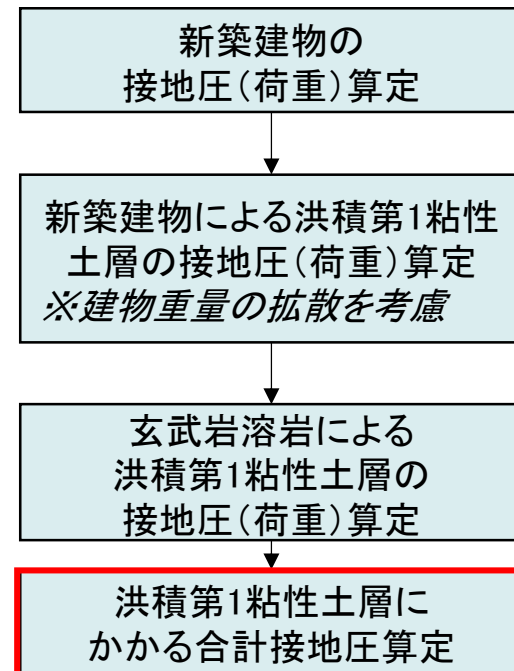 新築建物の
接地圧（荷重）算定
新築建物による洪積第1粘性
土層の接地圧（荷重）算定
※建物重量の拡散を考慮
玄武岩溶岩による
洪積第1粘性土層の
接地圧（荷重）算定
洪積第1粘性土層に
かかる合計接地圧算定